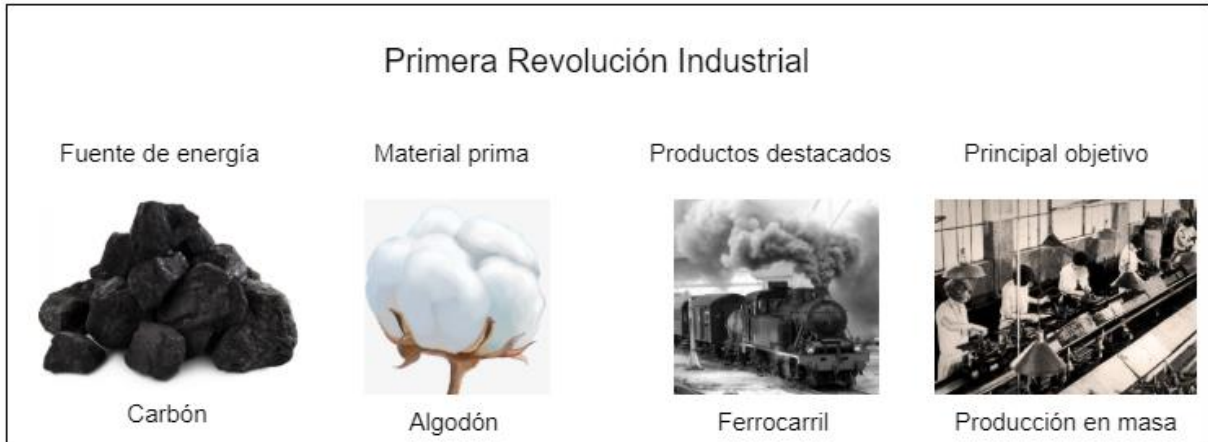 Primera Revolución Industrial
Fuente de energía
Material prima
Productos destacados
Principal objetivo
Carbón
Algodón
Ferrocarril
Producción en masa